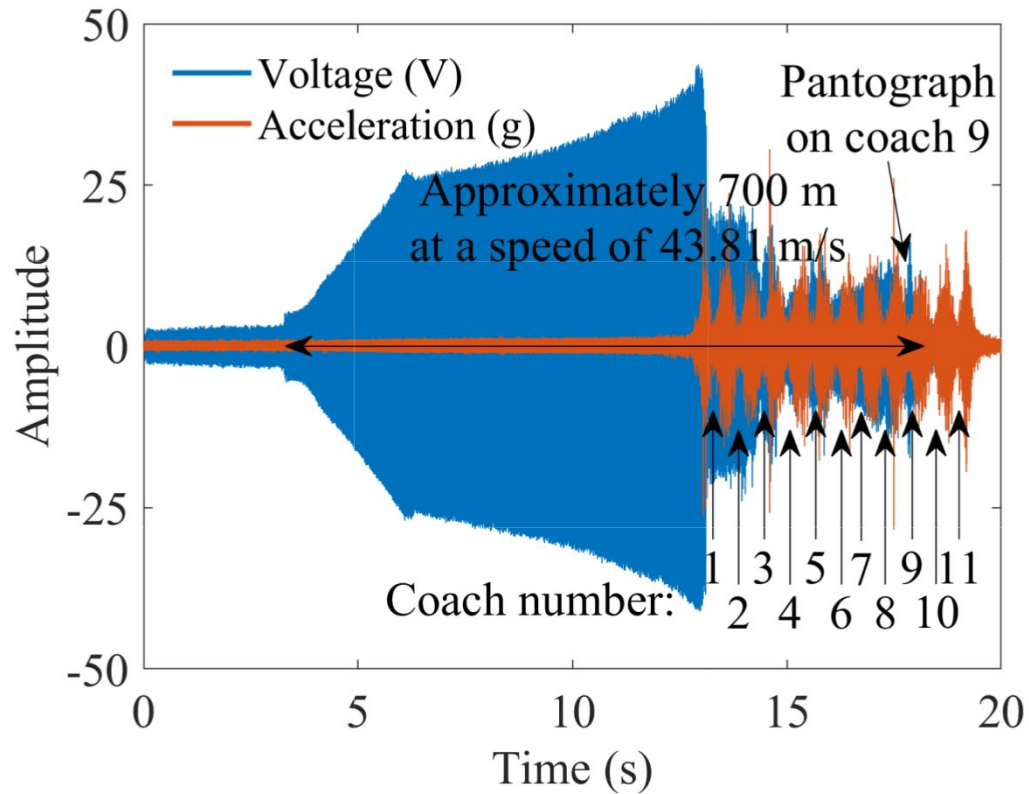 50
25
0
-25
-50
Amplitude
Voltage (V)
Acceleration (g)
Pantograph
on coach 9
Approximately 700 m
at a speed of 43.81 m/s
1 3 5 7 9 11
Coach number: 2 4 6 8 10
0 5 10 15 20
Time (s)